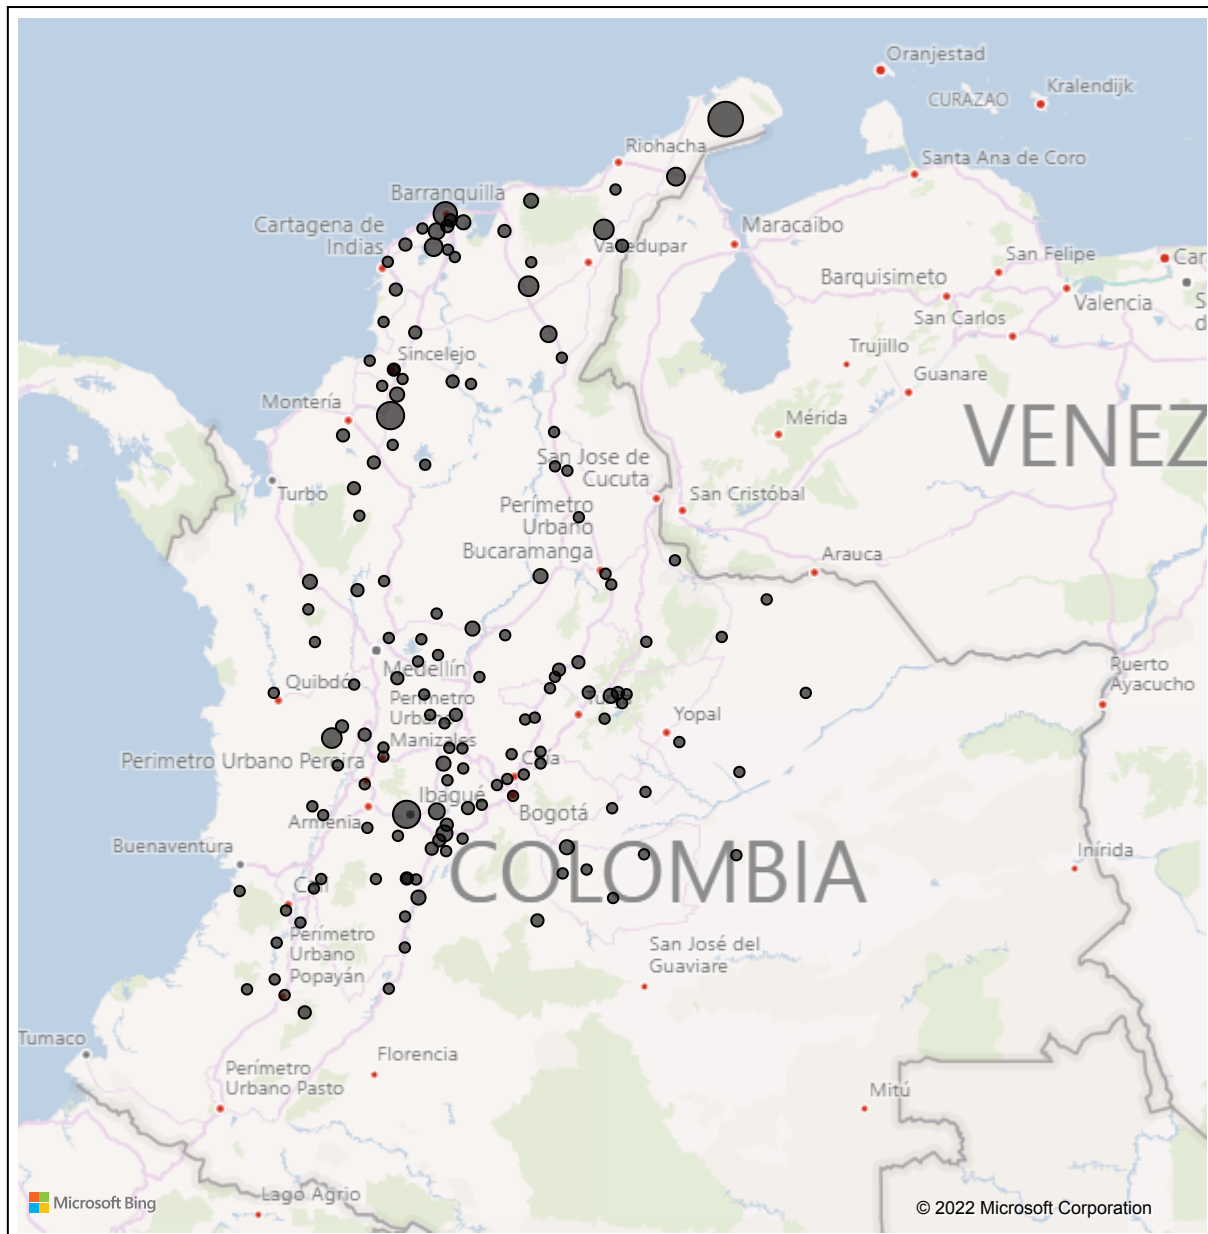 Oranjestad
Kralendijk
CURAZAO
Riohacha
Santa Ana de Coro
Barranquilla
Cartagena de
Indias
Maracaibo
Valledupar
San Felipe
Car
Barquisimeto
Valencia
S
d
San Carlos
Trujillo
Sincelejo
Guanare
Montería
Mérida
VENEZ
San Jose de
Cucuta
Turbo
San Cristóbal
Perímetro
Urbano
Bucaramanga
Arauca
Medellín
Puerto
Ayacucho
Quibdó
Perímetro
Urbano
Manizales
Yopal
Perimetro Urbano Pereira
Ibagué
Bogotá
Armenia
Buenaventura
COLOMBIA
Inírida
Cali
Perímetro
Urbano
Popayán
San José del
Guaviare
Tumaco
Florencia
Perímetro
Urbano Pasto
Mitú
Lago Agrio
Microsoft Bing
© 2022 Microsoft Corporation